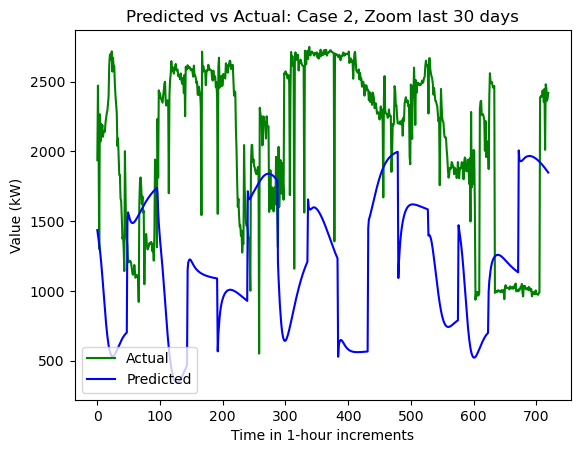 Predicted vs Actual: Case 2, Zoom last 30 days
Value (kW)
2500
2000
1500
1000
500
Actual
Predicted
0 100 200 300 400 500 600 700
Time in 1-hour increments